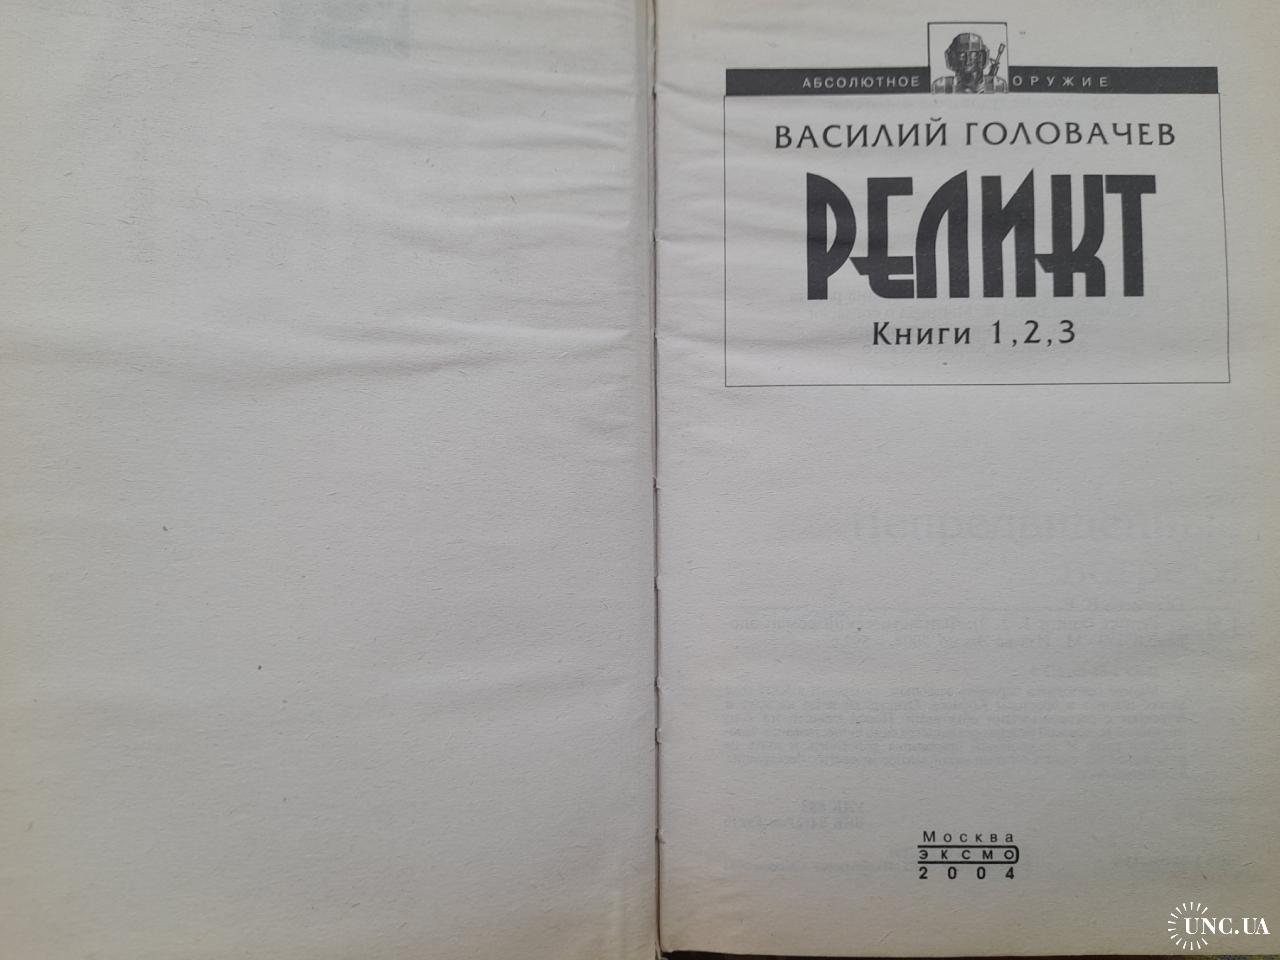 АБСОЛЮТНОЕ ОРУЖИЕ
ВАСИЛИЙ ГОЛОВАЧЕВ
РЕЛИКТ
Книги 1,2,3
Москва
ЭКСМО
2004
UNC.UA